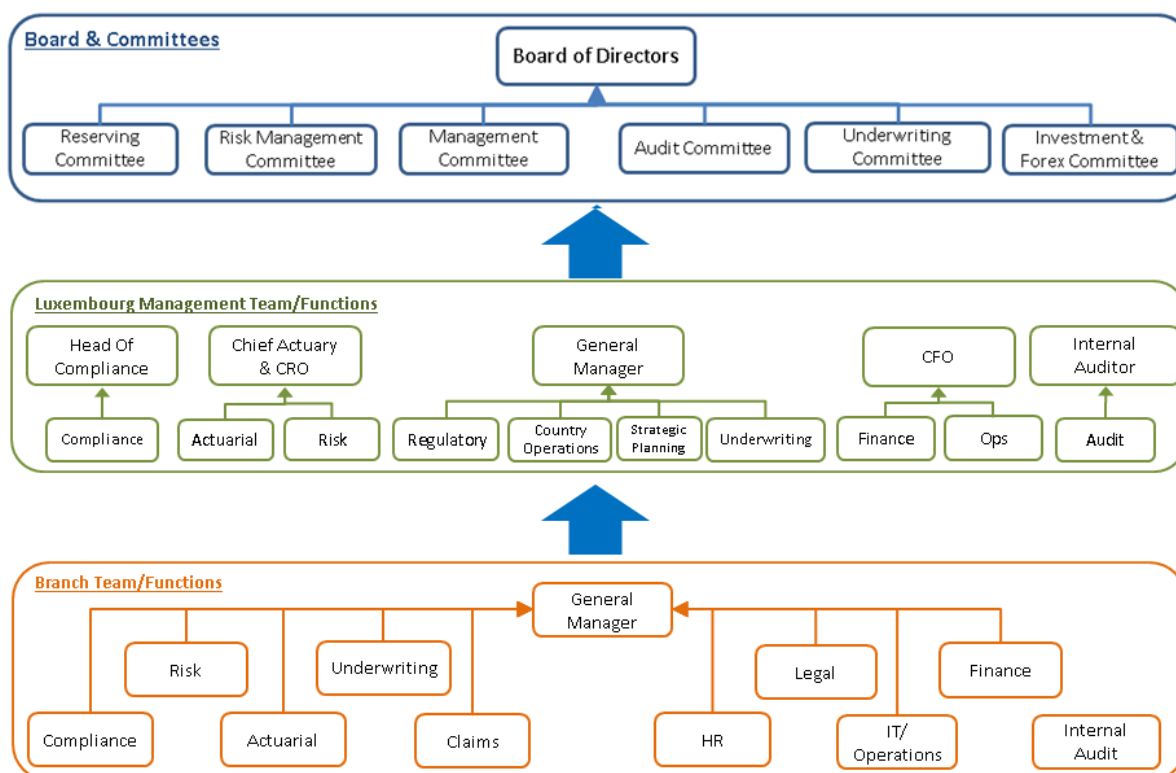 Board & Committees
Board of Directors
Reserving
Committee
Risk Management
Committee
Management
Committee
Audit Committee
Underwriting
Committee
Investment &
Forex Committee
Luxembourg Management Team/Functions
Head Of
Compliance
Chief Actuary
& CRO
General
Manager
CFO
Internal
Auditor
Compliance
Actuarial
Risk
Regulatory
Country
Operations
Strategic
Planning
Underwriting
Finance
Ops
Audit
Branch Team/Functions
General
Manager
Risk
Underwriting
Legal
Finance
Compliance
Actuarial
Claims
HR
IT/
Operations
Internal
Audit